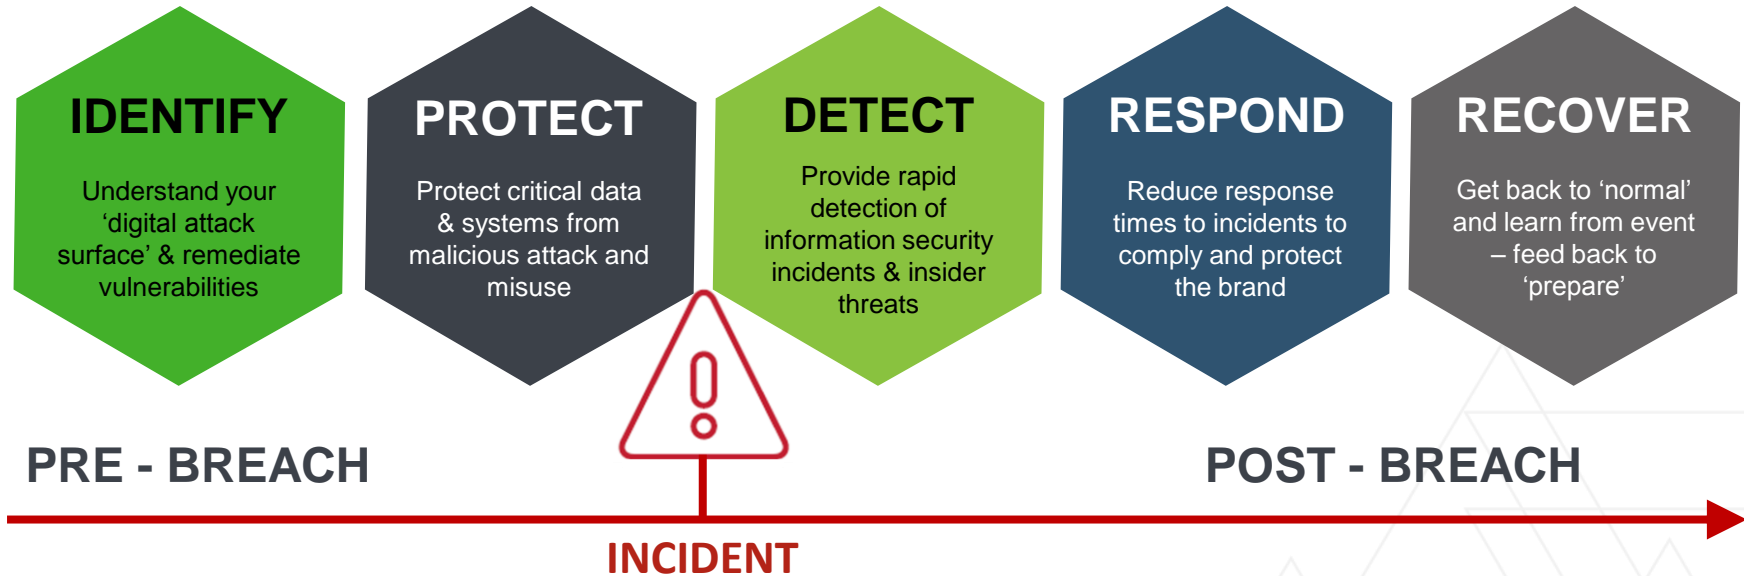 IDENTIFY
Understand your
‘digital attack
surface’ & remediate
vulnerabilities
PROTECT
Protect critical data
& systems from
malicious attack and
misuse
DETECT
Provide rapid
detection of
information security
incidents & insider
threats
RESPOND
Reduce response
times to incidents to
comply and protect
the brand
RECOVER
Get back to ‘normal’
and learn from event
– feed back to
‘prepare’
PRE - BREACH
POST - BREACH
INCIDENT